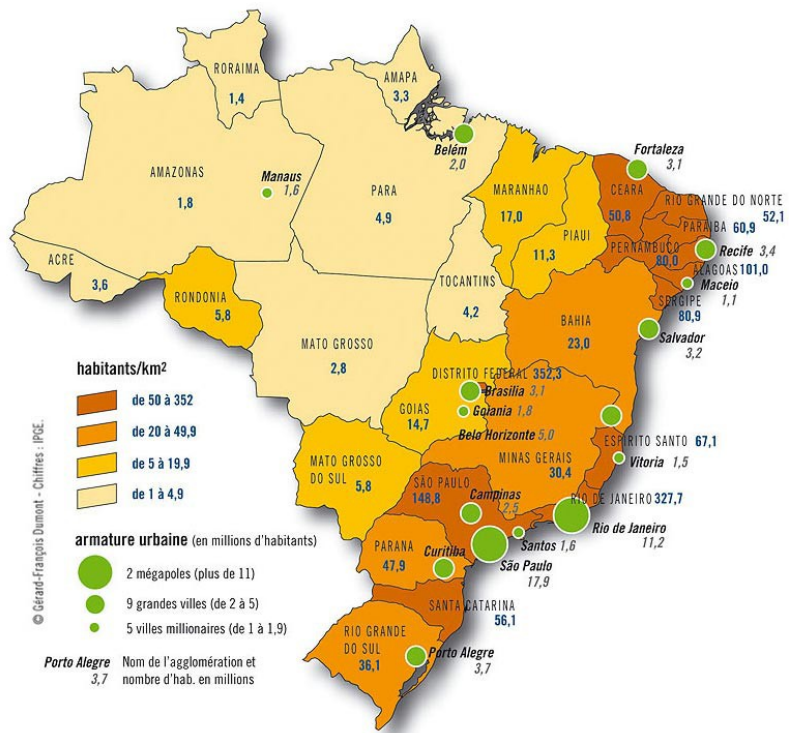 RORAIMA
1,4
AMAPA
3,3
Belém
2,0
Fortaleza
3,1
AMAZONAS
1,8
Manaus
1,6
PARA
4,9
MARANHAO
17,0
CEARA
50,8
RIO GRANDE DO NORTE
52,1
PIAUI
11,3
PARAIBA 60,9
PERNAMBUCO
80,0
Recife 3,4
ALAGOAS 101,0
Maceio
1,1
ACRE
3,6
RONDONIA
5,8
TOCANTINS
4,2
SERGIPE
80,9
BAHIA
23,0
Salvador
3,2
MATO GROSSO
2,8
DISTRITO FEDERAL 352,3
Brasilia 3,1
GOIAS
14,7
Goiania 1,8
Belo Horizonte 5,0
MINAS GERAIS
30,4
ESPIRITO SANTO 67,1
Vitoria 1,5
MATO GROSSO
DO SUL
5,8
SÃO PAULO
148,8
Campinas
2,5
RIO DE JANEIRO 327,7
Rio de Janeiro
11,2
Santos 1,6
São Paulo
17,9
PARANA
47,9
Curitiba
SANTA CATARINA
56,1
RIO GRANDE
DO SUL
36,1
Porto Alegre
3,7
habitants/km²
de 50 à 352
de 20 à 49,9
de 5 à 19,9
de 1 à 4,9
armature urbaine (en millions d'habitants)
2 mégapoles (plus de 11)
9 grandes villes (de 2 à 5)
5 villes millionaires (de 1 à 1,9)
Porto Alegre Nom de l'agglomération et
3,7 nombre d'hab. en millions
© Gérard-François Dumont - Chiffres : IPGE.